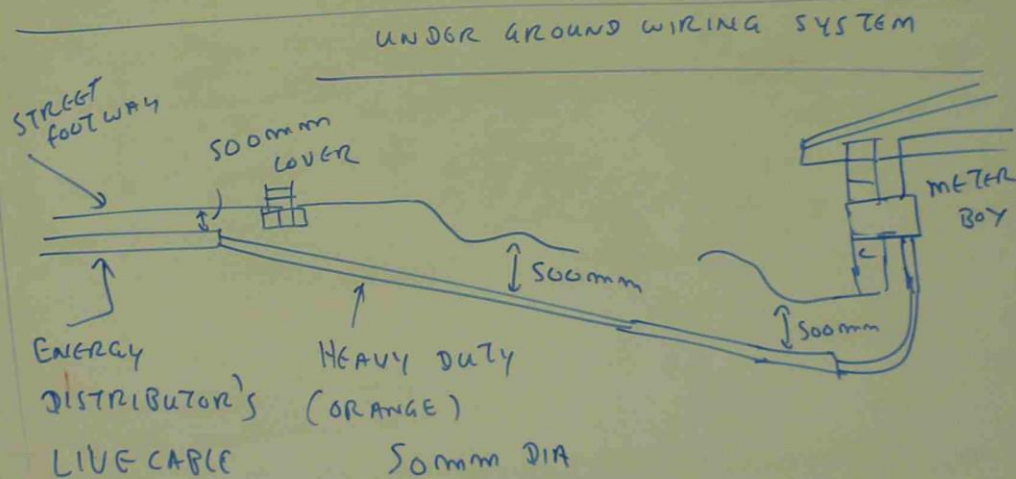 UNDER GROUND WIRING SYSTEM
STREET
FOOTWAY
500mm
COVER
METER
BOX
500mm
500mm
ENERGY
DISTRIBUTOR'S
LIVE CABLE
HEAVY DUTY
(ORANGE)
50mm DIA